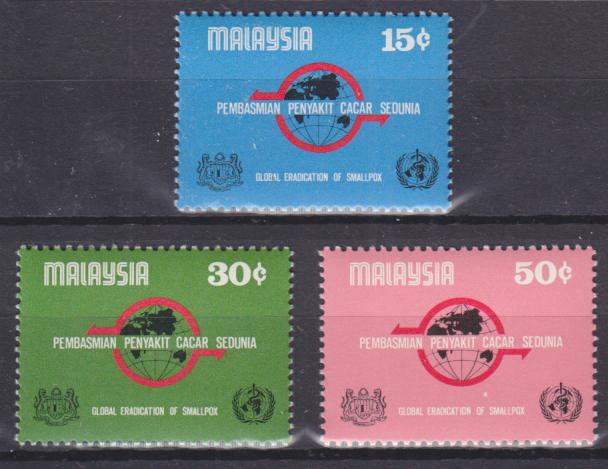 MALAYSIA 15¢
PEMBASMIAN PENYAKIT CACAR SEDUNIA
GLOBAL ERADICATION OF SMALLPOX
MALAYSIA 30¢
PEMBASMIAN PENYAKIT CACAR SEDUNIA
GLOBAL ERADICATION OF SMALLPOX
MALAYSIA 50¢
PEMBASMIAN PENYAKIT CACAR SEDUNIA
GLOBAL ERADICATION OF SMALLPOX